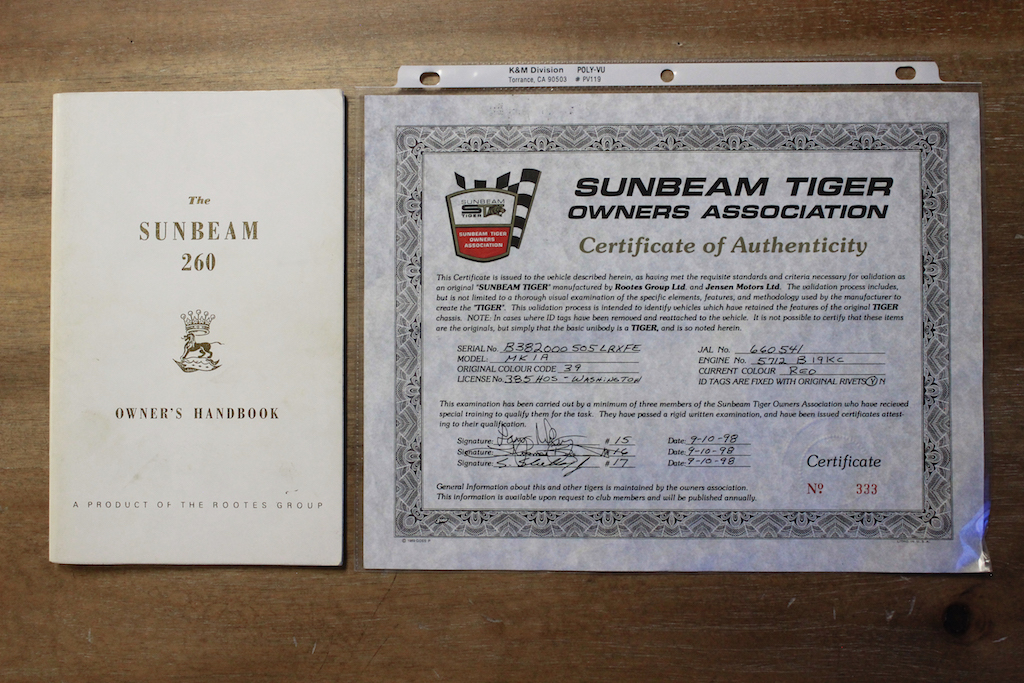 The
SUNBEAM
260
OWNER'S HANDBOOK
A PRODUCT OF THE ROOTES GROUP
K&M Division POLY-VU
Torrance, CA 90503 # PV119
SUNBEAM
TIGER
SUNBEAM TIGER
OWNERS
ASSOCIATION
SUNBEAM TIGER
OWNERS ASSOCIATION
Certificate of Authenticity
This Certificate is issued to the vehicle described herein, as having met the requisite standards and criteria necessary for validation as
an original "SUNBEAM TIGER" manufactured by Rootes Group Ltd. and Jensen Motors Ltd. The validation process includes,
but is not limited to a thorough visual examination of the specific elements, features, and methodology used by the manufacturer to
create the "TIGER". This validation process is intended to identify vehicles which have retained the features of the original TIGER
chassis. NOTE: In cases where ID tags have been removed and reattached to the vehicle. It is not possible to certify that these items
are the originals, but simply that the basic unibody is a TIGER, and is so noted herein.
SERIAL No. B382000505LRXFE JAL No. 660541
MODEL: MK1A ENGINE No. 5712 B19KC
ORIGINAL COLOUR CODE 39 CURRENT COLOUR RED
LICENSE No. 385HOS - WASHINGTON ID TAGS ARE FIXED WITH ORIGINAL RIVETS Y N
This examination has been carried out by a minimum of three members of the Sunbeam Tiger Owners Association who have recieved
special training to qualify them for the task. They have passed a rigid written examination, and have been issued certificates attest-
ing to their qualification.
Signature: # 15 Date: 9-10-98
Signature: 16 Date: 9-10-98
Signature: # 17 Date: 9-10-98
Certificate
No 333
General Information about this and other tigers is maintained by the owners association.
This information is available upon request to club members and will be published annually.